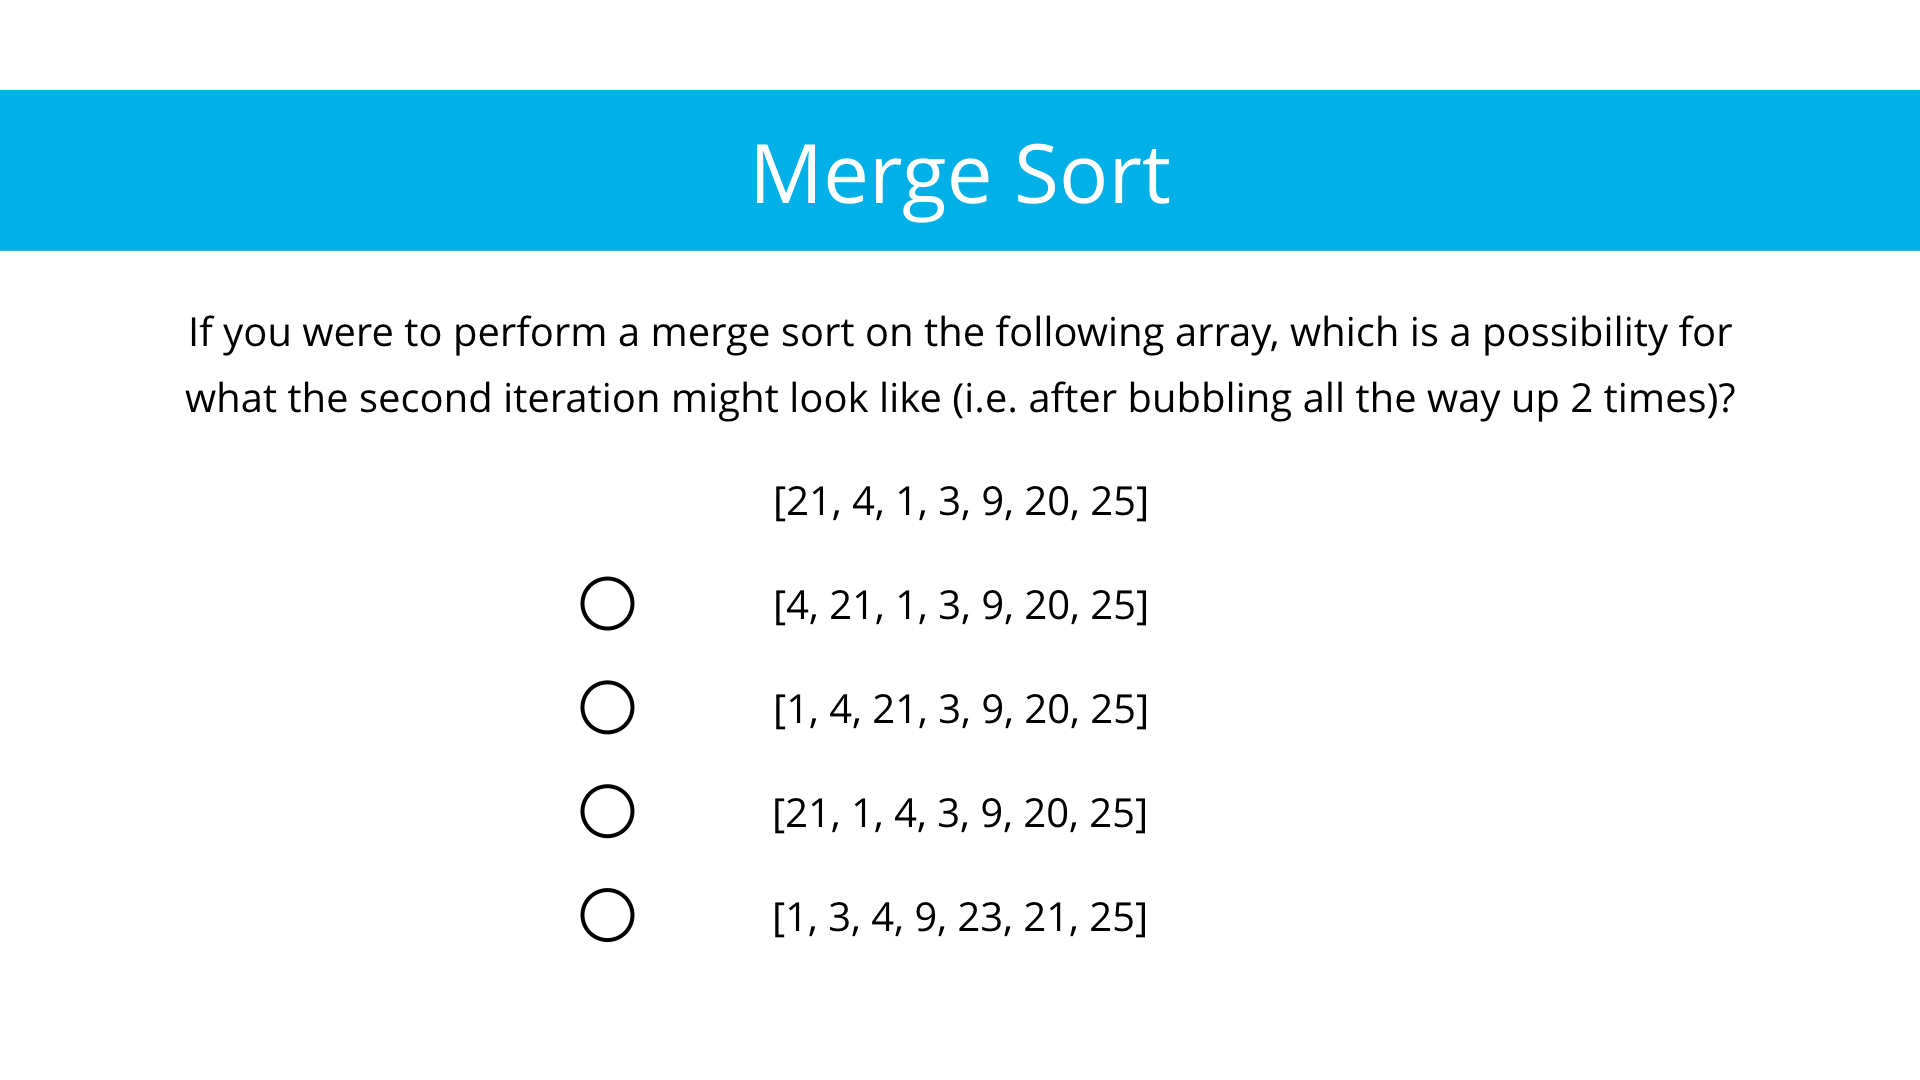 Merge Sort
If you were to perform a merge sort on the following array, which is a possibility for
what the second iteration might look like (i.e. after bubbling all the way up 2 times)?
[21, 4, 1, 3, 9, 20, 25]
[4, 21, 1, 3, 9, 20, 25]
[1, 4, 21, 3, 9, 20, 25]
[21, 1, 4, 3, 9, 20, 25]
[1, 3, 4, 9, 23, 21, 25]